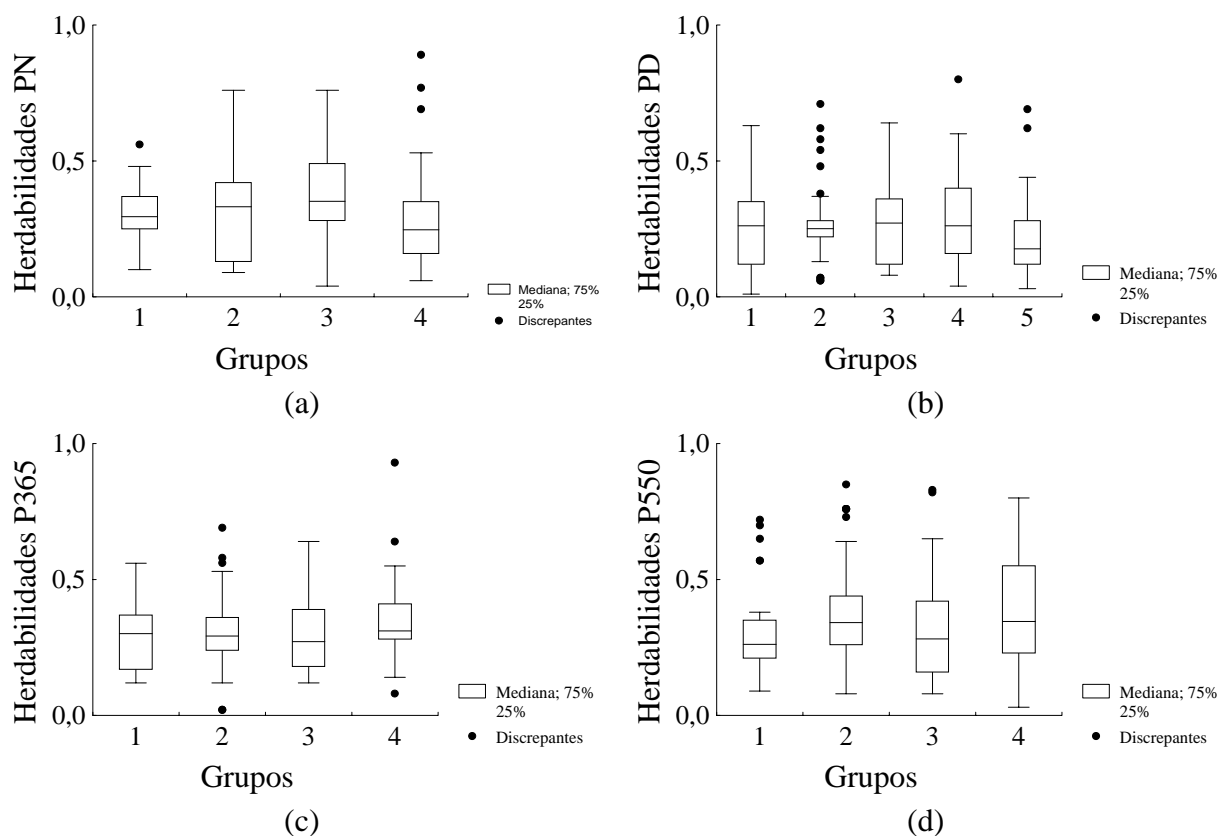 Herdabilidades PN
1,0
0,5
0,0
1 2 3 4
Grupos
Mediana; 75%
25%
Discrepantes
(a)
Herdabilidades PD
1,0
0,5
0,0
1 2 3 4 5
Grupos
Mediana; 75%
25%
Discrepantes
(b)
Herdabilidades P365
1,0
0,5
0,0
1 2 3 4
Grupos
Mediana; 75%
25%
Discrepantes
(c)
Herdabilidades P550
1,0
0,5
0,0
1 2 3 4
Grupos
Mediana; 75%
25%
Discrepantes
(d)